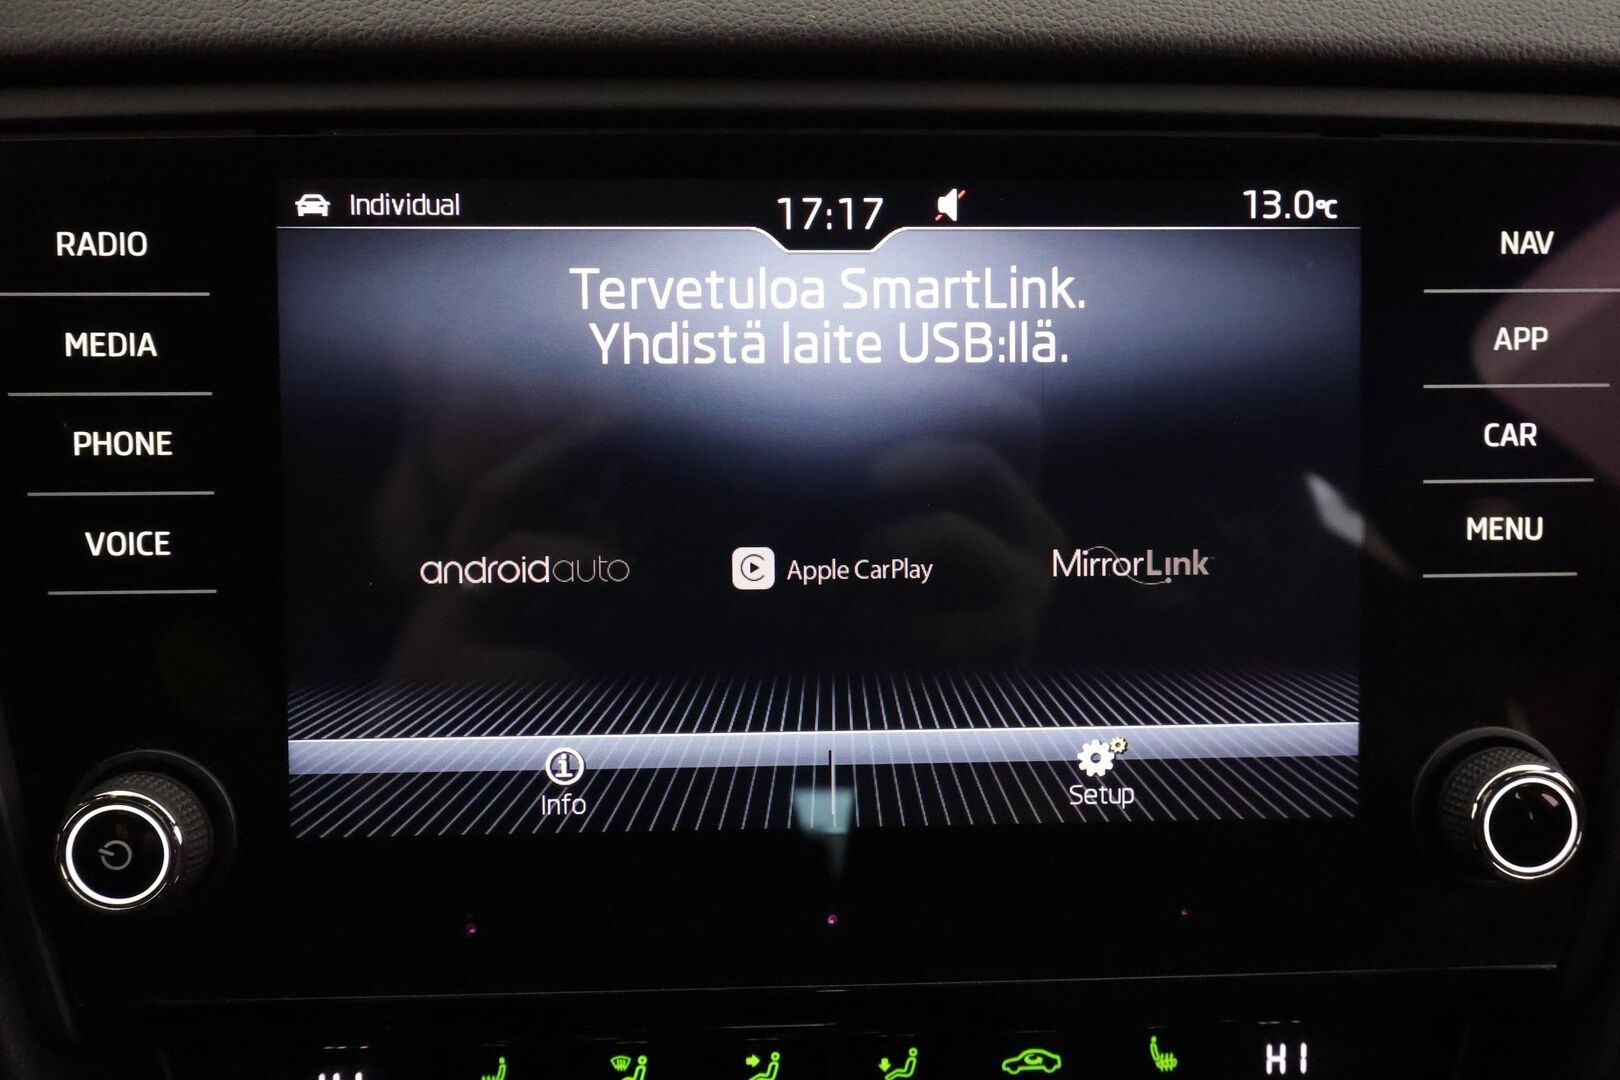 RADIO
MEDIA
PHONE
VOICE
Individual
17:17
13.0°C
Tervetuloa SmartLink.
Yhdistä laite USB:llä.
androidauto
Apple CarPlay
MirrorLink
Info
Setup
NAV
APP
CAR
MENU
HI
HI